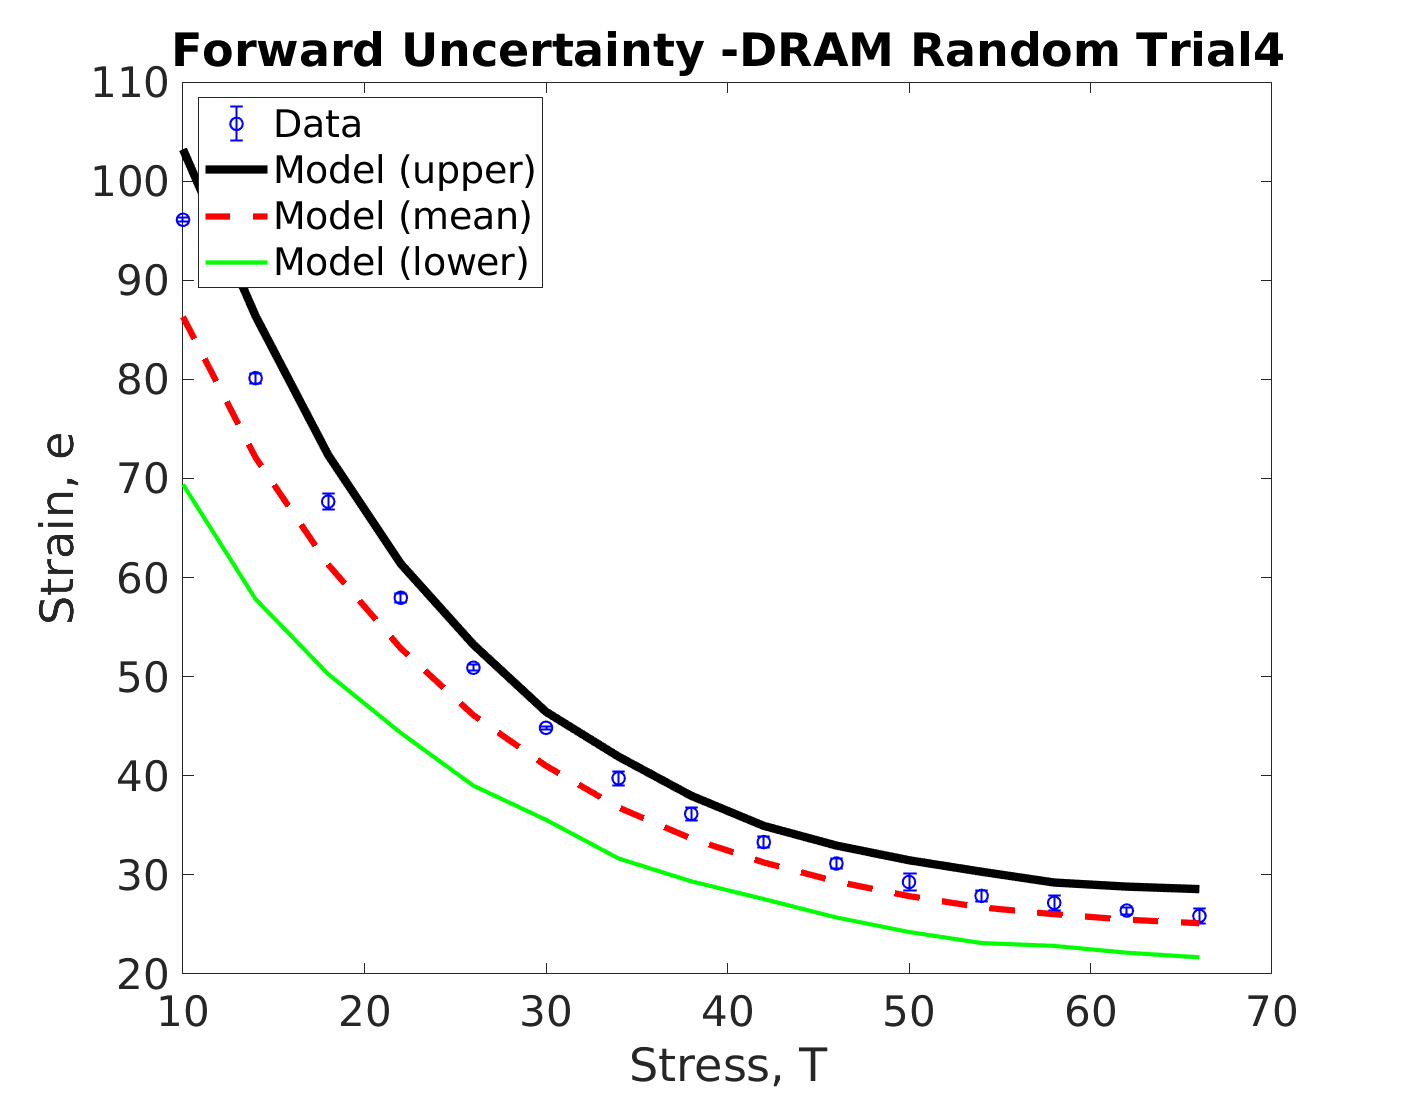 Forward Uncertainty -DRAM Random Trial4
110
100
90
80
70
60
50
40
30
20
Strain, e
Data
Model (upper)
Model (mean)
Model (lower)
10 20 30 40 50 60 70
Stress, T